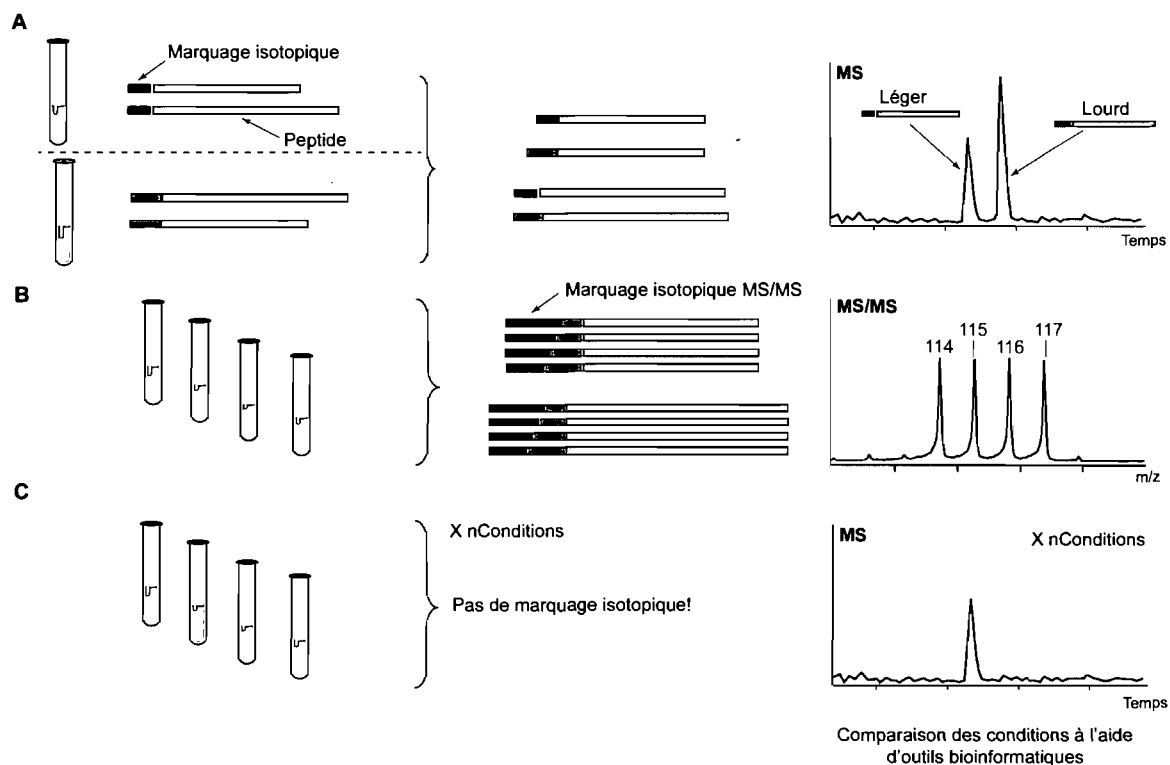 A
Marquage isotopique
Peptide
MS
Léger
Lourd
Temps
B
Marquage isotopique MS/MS
MS/MS
114
115
116
117
m/z
C
X nConditions
Pas de marquage isotopique!
MS
X nConditions
Temps
Comparaison des conditions à l'aide
d'outils bioinformatiques